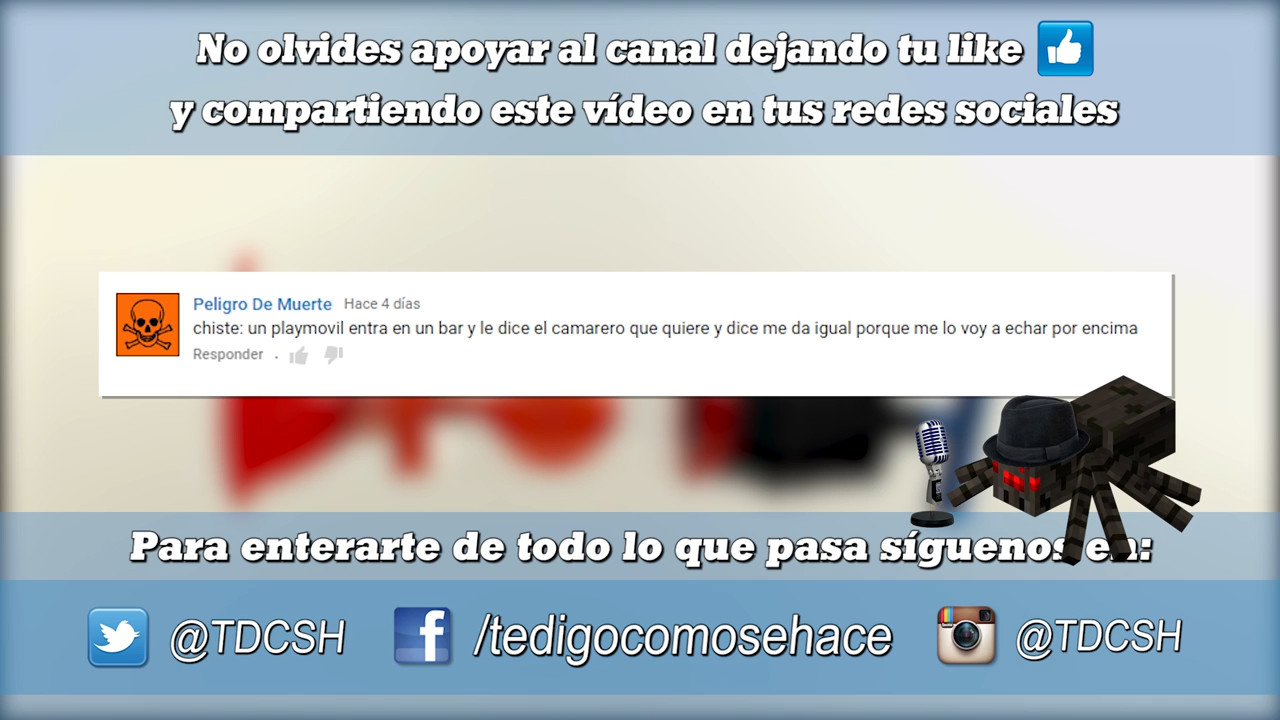 No olvides apoyar al canal dejando tu like
y compartiendo este vídeo en tus redes sociales
Peligro De Muerte Hace 4 días
chiste: un playmovil entra en un bar y le dice el camarero que quiere y dice me da igual porque me lo voy a echar por encima
Responder .
Para enterarte de todo lo que pasa síguenos en:
@TDCSH /tedigocomosehace @TDCSH